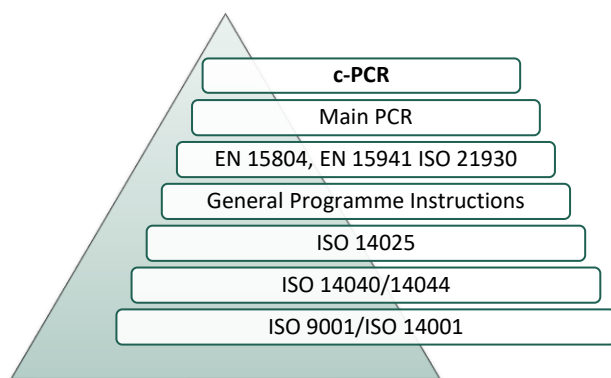 c-PCR
Main PCR
EN 15804, EN 15941 ISO 21930
General Programme Instructions
ISO 14025
ISO 14040/14044
ISO 9001/ISO 14001